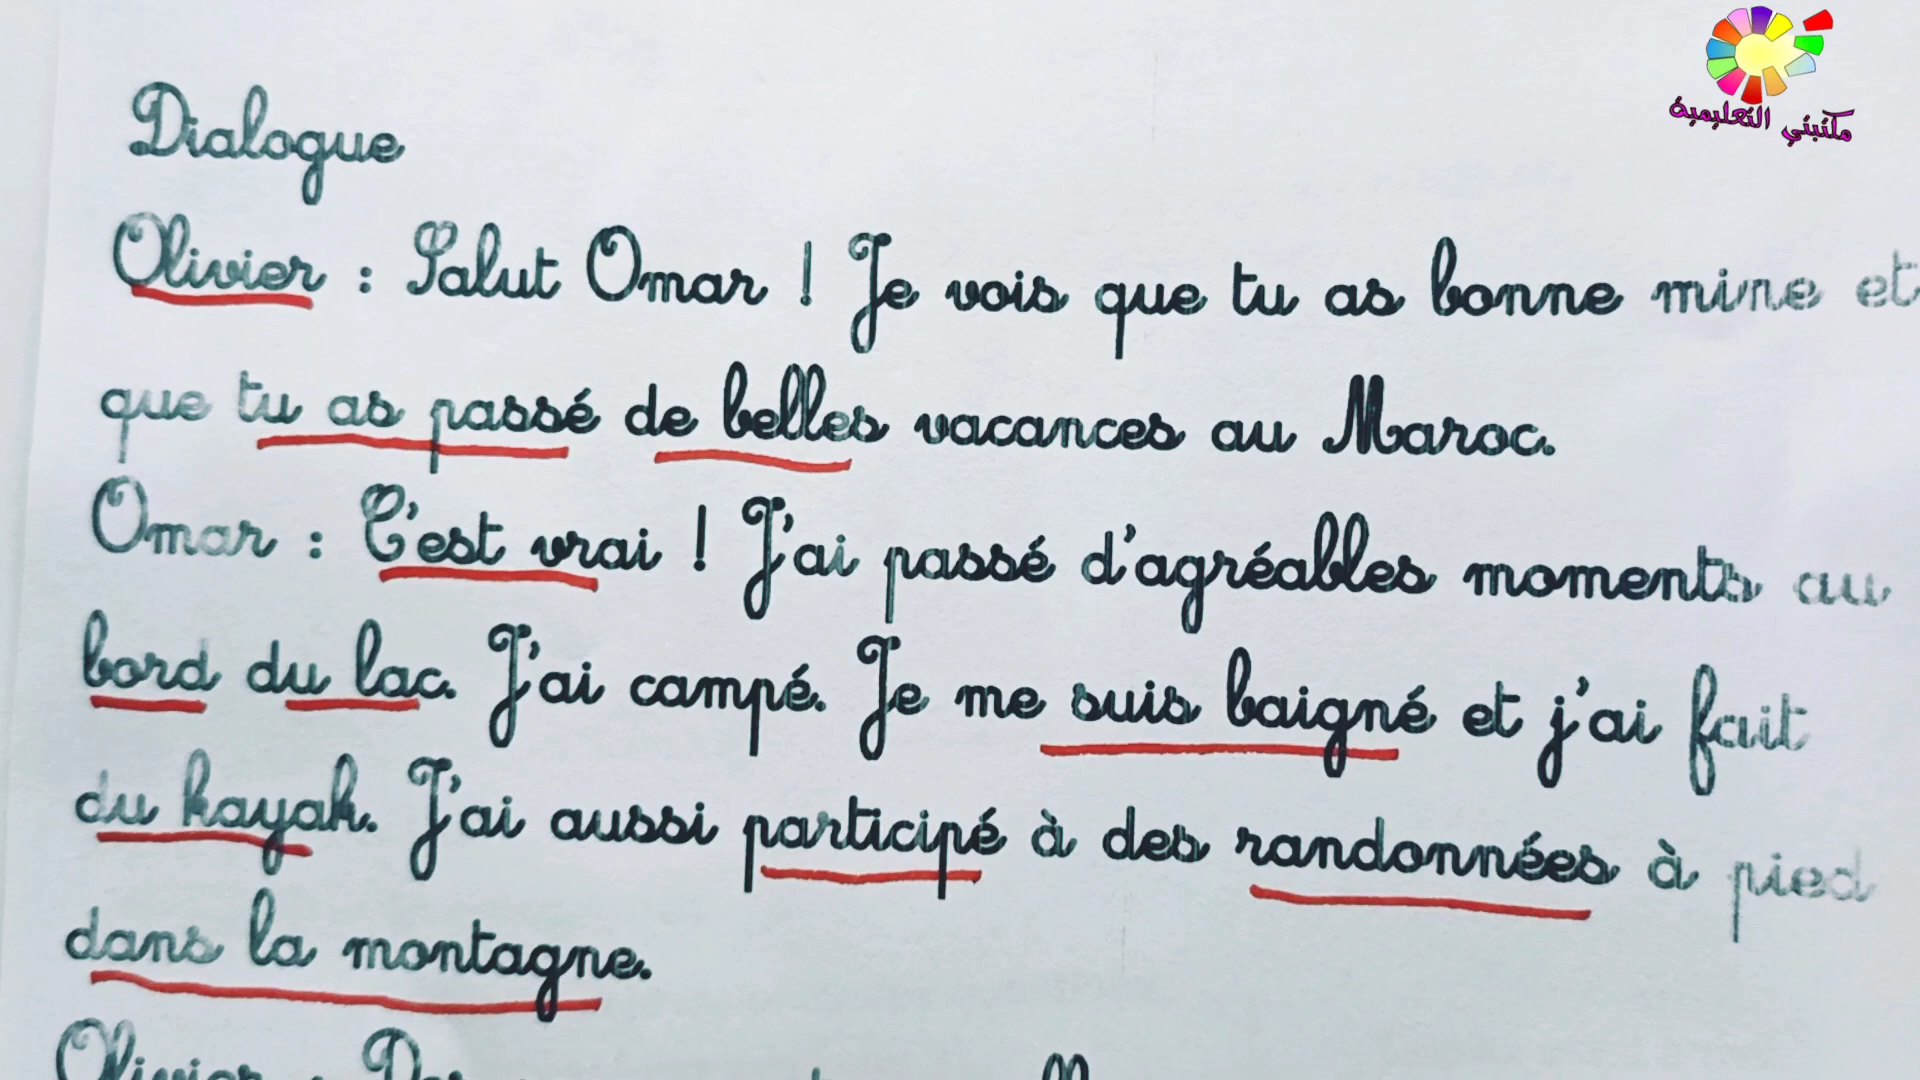 مكتبتي التعليمية
Dialogue
Olivier : Salut Omar ! Je vois que tu as bonne mine et
que tu as passé de belles vacances au Maroc.
Omar : C'est vrai ! J'ai passé d'agréables moments au
bord du lac. J'ai campé. Je me suis baigné et j'ai fait
du kayak. J'ai aussi participé à des randonnées à pied
dans la montagne.
Olivier :